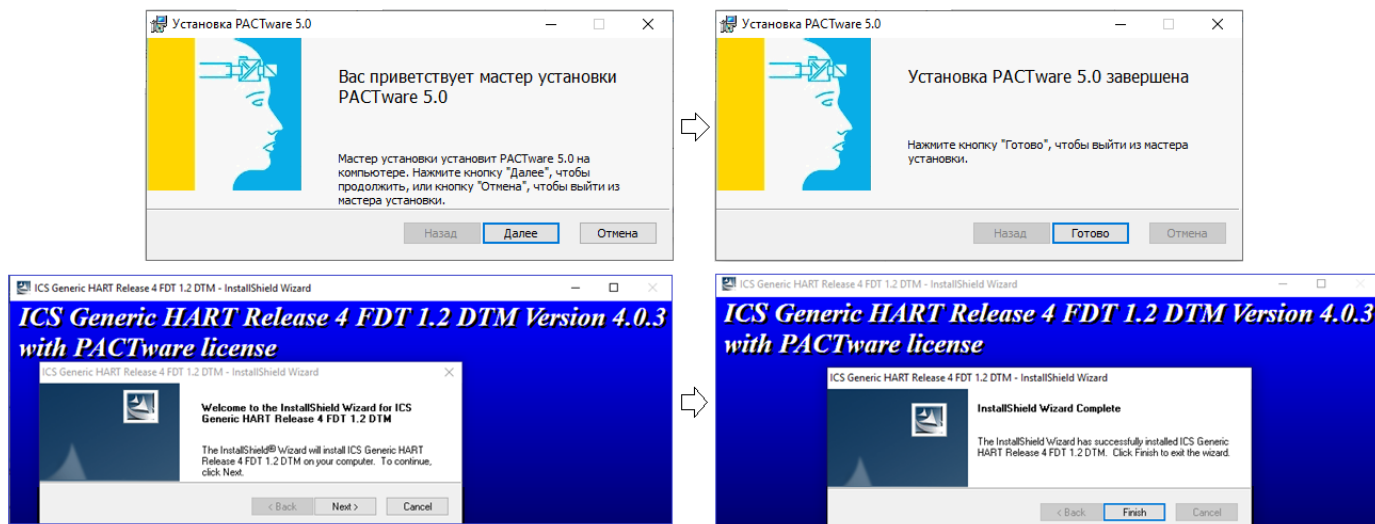 Установка PACTware 5.0
Вас приветствует мастер установки
PACTware 5.0
Мастер установки установит PACTware 5.0 на
компьютере. Нажмите кнопку "Далее", чтобы
продолжить, или кнопку "Отмена", чтобы выйти из
мастера установки.
Назад Далее Отмена
Установка PACTware 5.0
Установка PACTware 5.0 завершена
Нажмите кнопку "Готово", чтобы выйти из мастера
установки.
Назад Готово Отмена
ICS Generic HART Release 4 FDT 1.2 DTM - InstallShield Wizard
ICS Generic HART Release 4 FDT 1.2 DTM Version 4.0.3
with PACTware license
ICS Generic HART Release 4 FDT 1.2 DTM - InstallShield Wizard
Welcome to the InstallShield Wizard for ICS
Generic HART Release 4 FDT 1.2 DTM
The InstallShield® Wizard will install ICS Generic HART
Release 4 FDT 1.2 DTM on your computer. To continue,
click Next.
< Back Next > Cancel
ICS Generic HART Release 4 FDT 1.2 DTM - InstallShield Wizard
ICS Generic HART Release 4 FDT 1.2 DTM Version 4.0.3
with PACTware license
ICS Generic HART Release 4 FDT 1.2 DTM - InstallShield Wizard
InstallShield Wizard Complete
The InstallShield Wizard has successfully installed ICS Generic
HART Release 4 FDT 1.2 DTM. Click Finish to exit the wizard.
< Back Finish Cancel